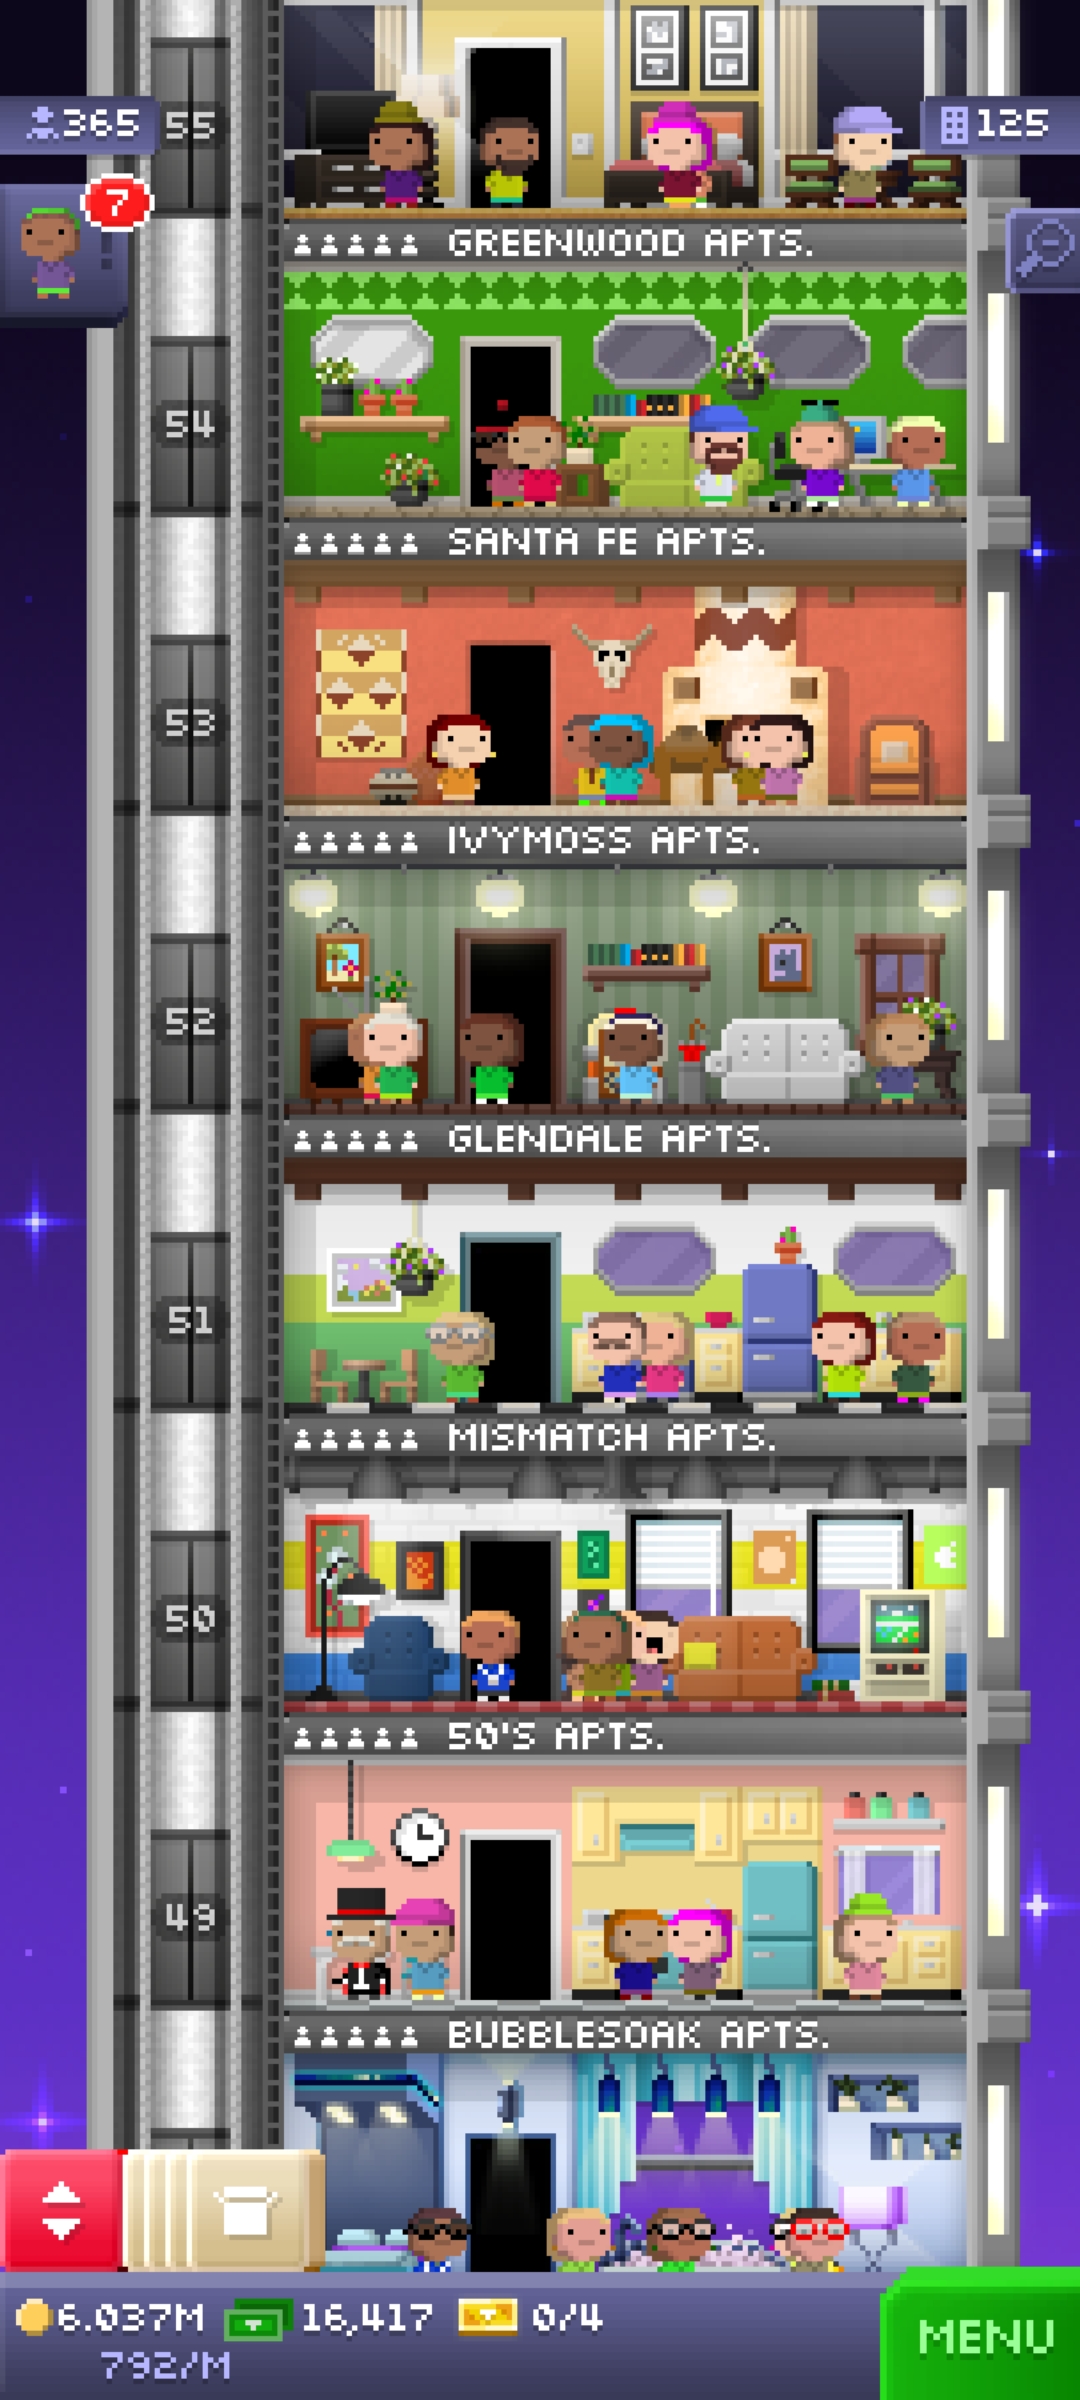 365
55
125
7
GREENWOOD APTS.
54
SANTA FE APTS.
53
IVYMOSS APTS.
52
GLENDALE APTS.
51
MISMATCH APTS.
50
50'S APTS.
49
BUBBLESOAK APTS.
6.037M 16,417 0/4
792/M
MENU